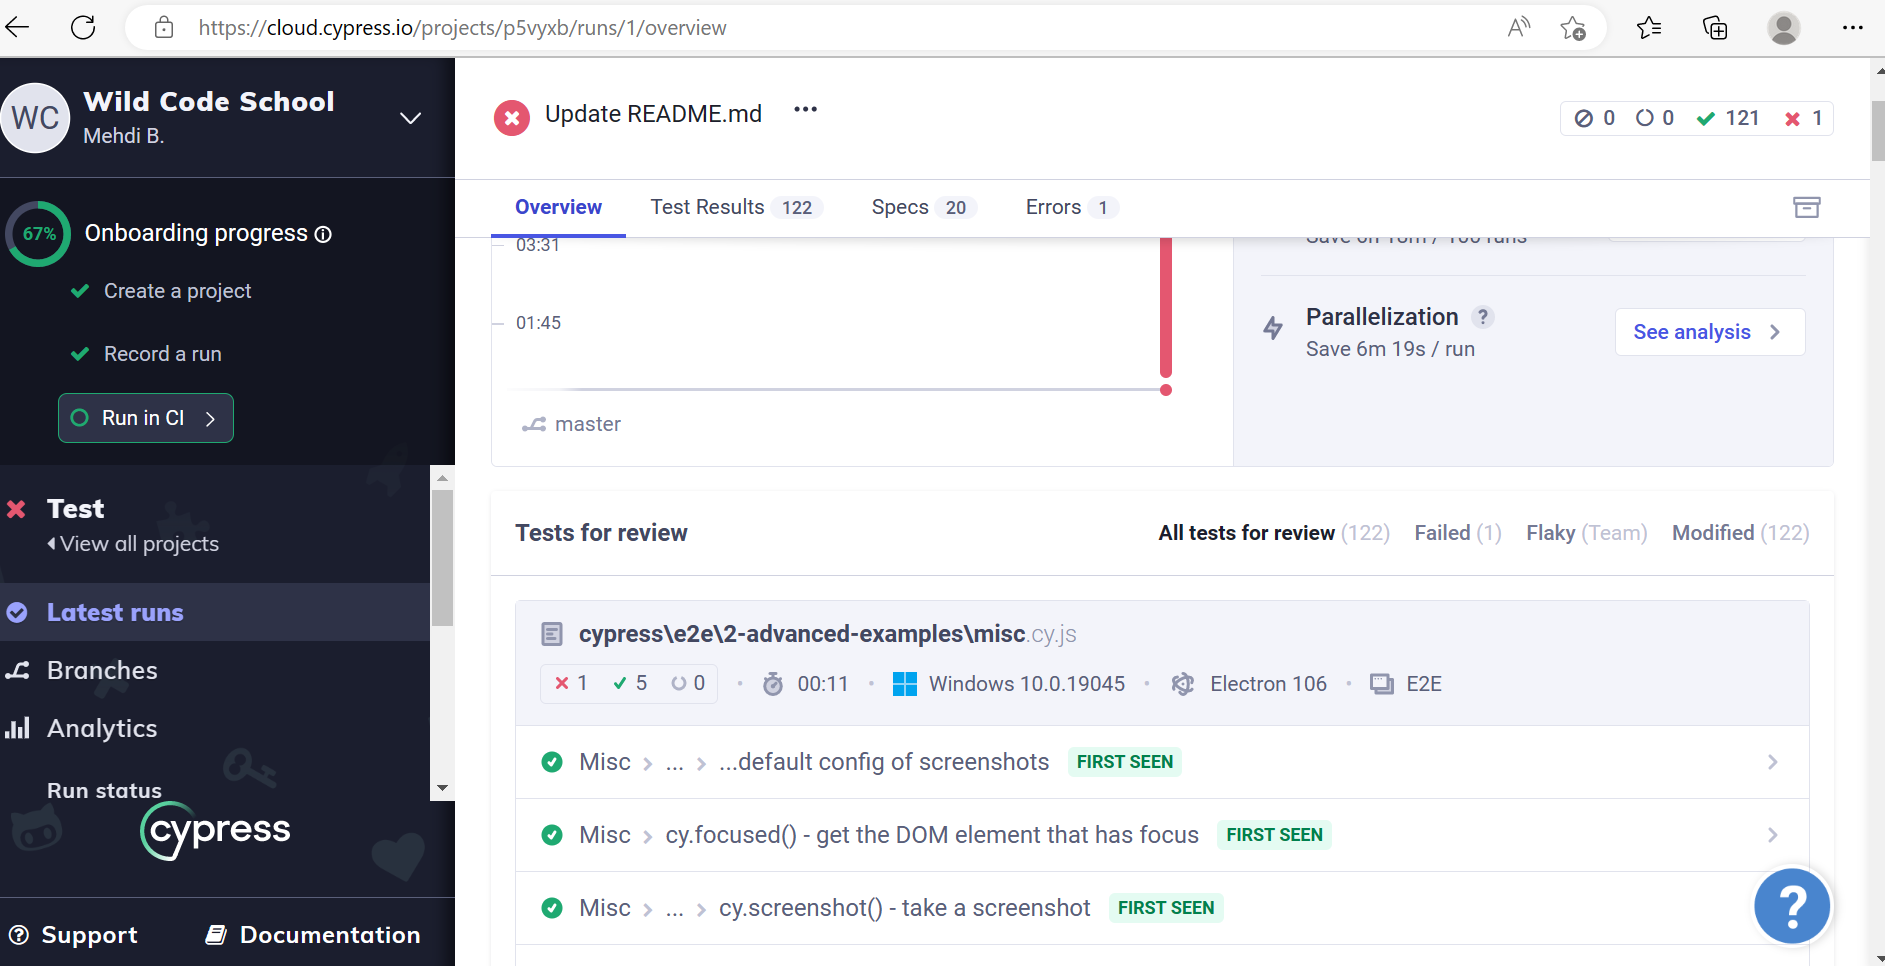 https://cloud.cypress.io/projects/p5vyxb/runs/1/overview
WC
Wild Code School
Mehdi B.
67%
Onboarding progress
Create a project
Record a run
Run in CI
Test
View all projects
Latest runs
Branches
Analytics
Run status
cypress
Support
Documentation
Update README.md
0 0 121 1
Overview
Test Results 122
Specs 20
Errors 1
03:31
01:45
master
Parallelization ?
Save 6m 19s / run
See analysis
Tests for review
All tests for review (122)
Failed (1)
Flaky (Team)
Modified (122)
cypress\e2e\2-advanced-examples\misc.cy.js
1 5 0
00:11
Windows 10.0.19045
Electron 106
E2E
Misc > ... > ...default config of screenshots FIRST SEEN
Misc > cy.focused() - get the DOM element that has focus FIRST SEEN
Misc > ... > cy.screenshot() - take a screenshot FIRST SEEN
?